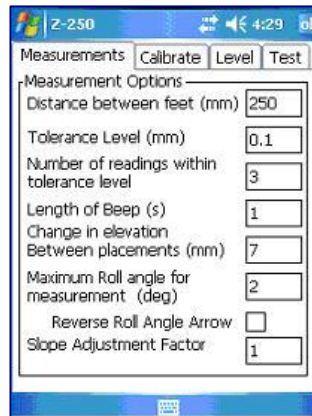 Z-250 4:29 ok
Measurements Calibrate Level Test
Measurement Options
Distance between feet (mm) 250
Tolerance Level (mm) 0.1
Number of readings within
tolerance level 3
Length of Beep (s) 1
Change in elevation
Between placements (mm) 7
Maximum Roll angle for
measurement (deg) 2
Reverse Roll Angle Arrow
Slope Adjustment Factor 1